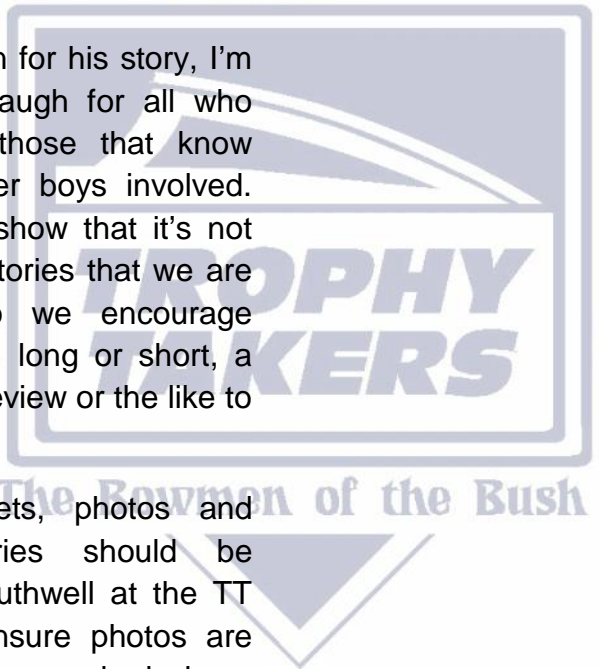 n for his story, I'm
augh for all who
those that know
er boys involved.
show that it's not
tories that we are
o we encourage
long or short, a
eview or the like to
ets, photos and
ries should be
uthwell at the TT
nsure photos are
TROPHY
TAKERS
The Bowmen of the Bush